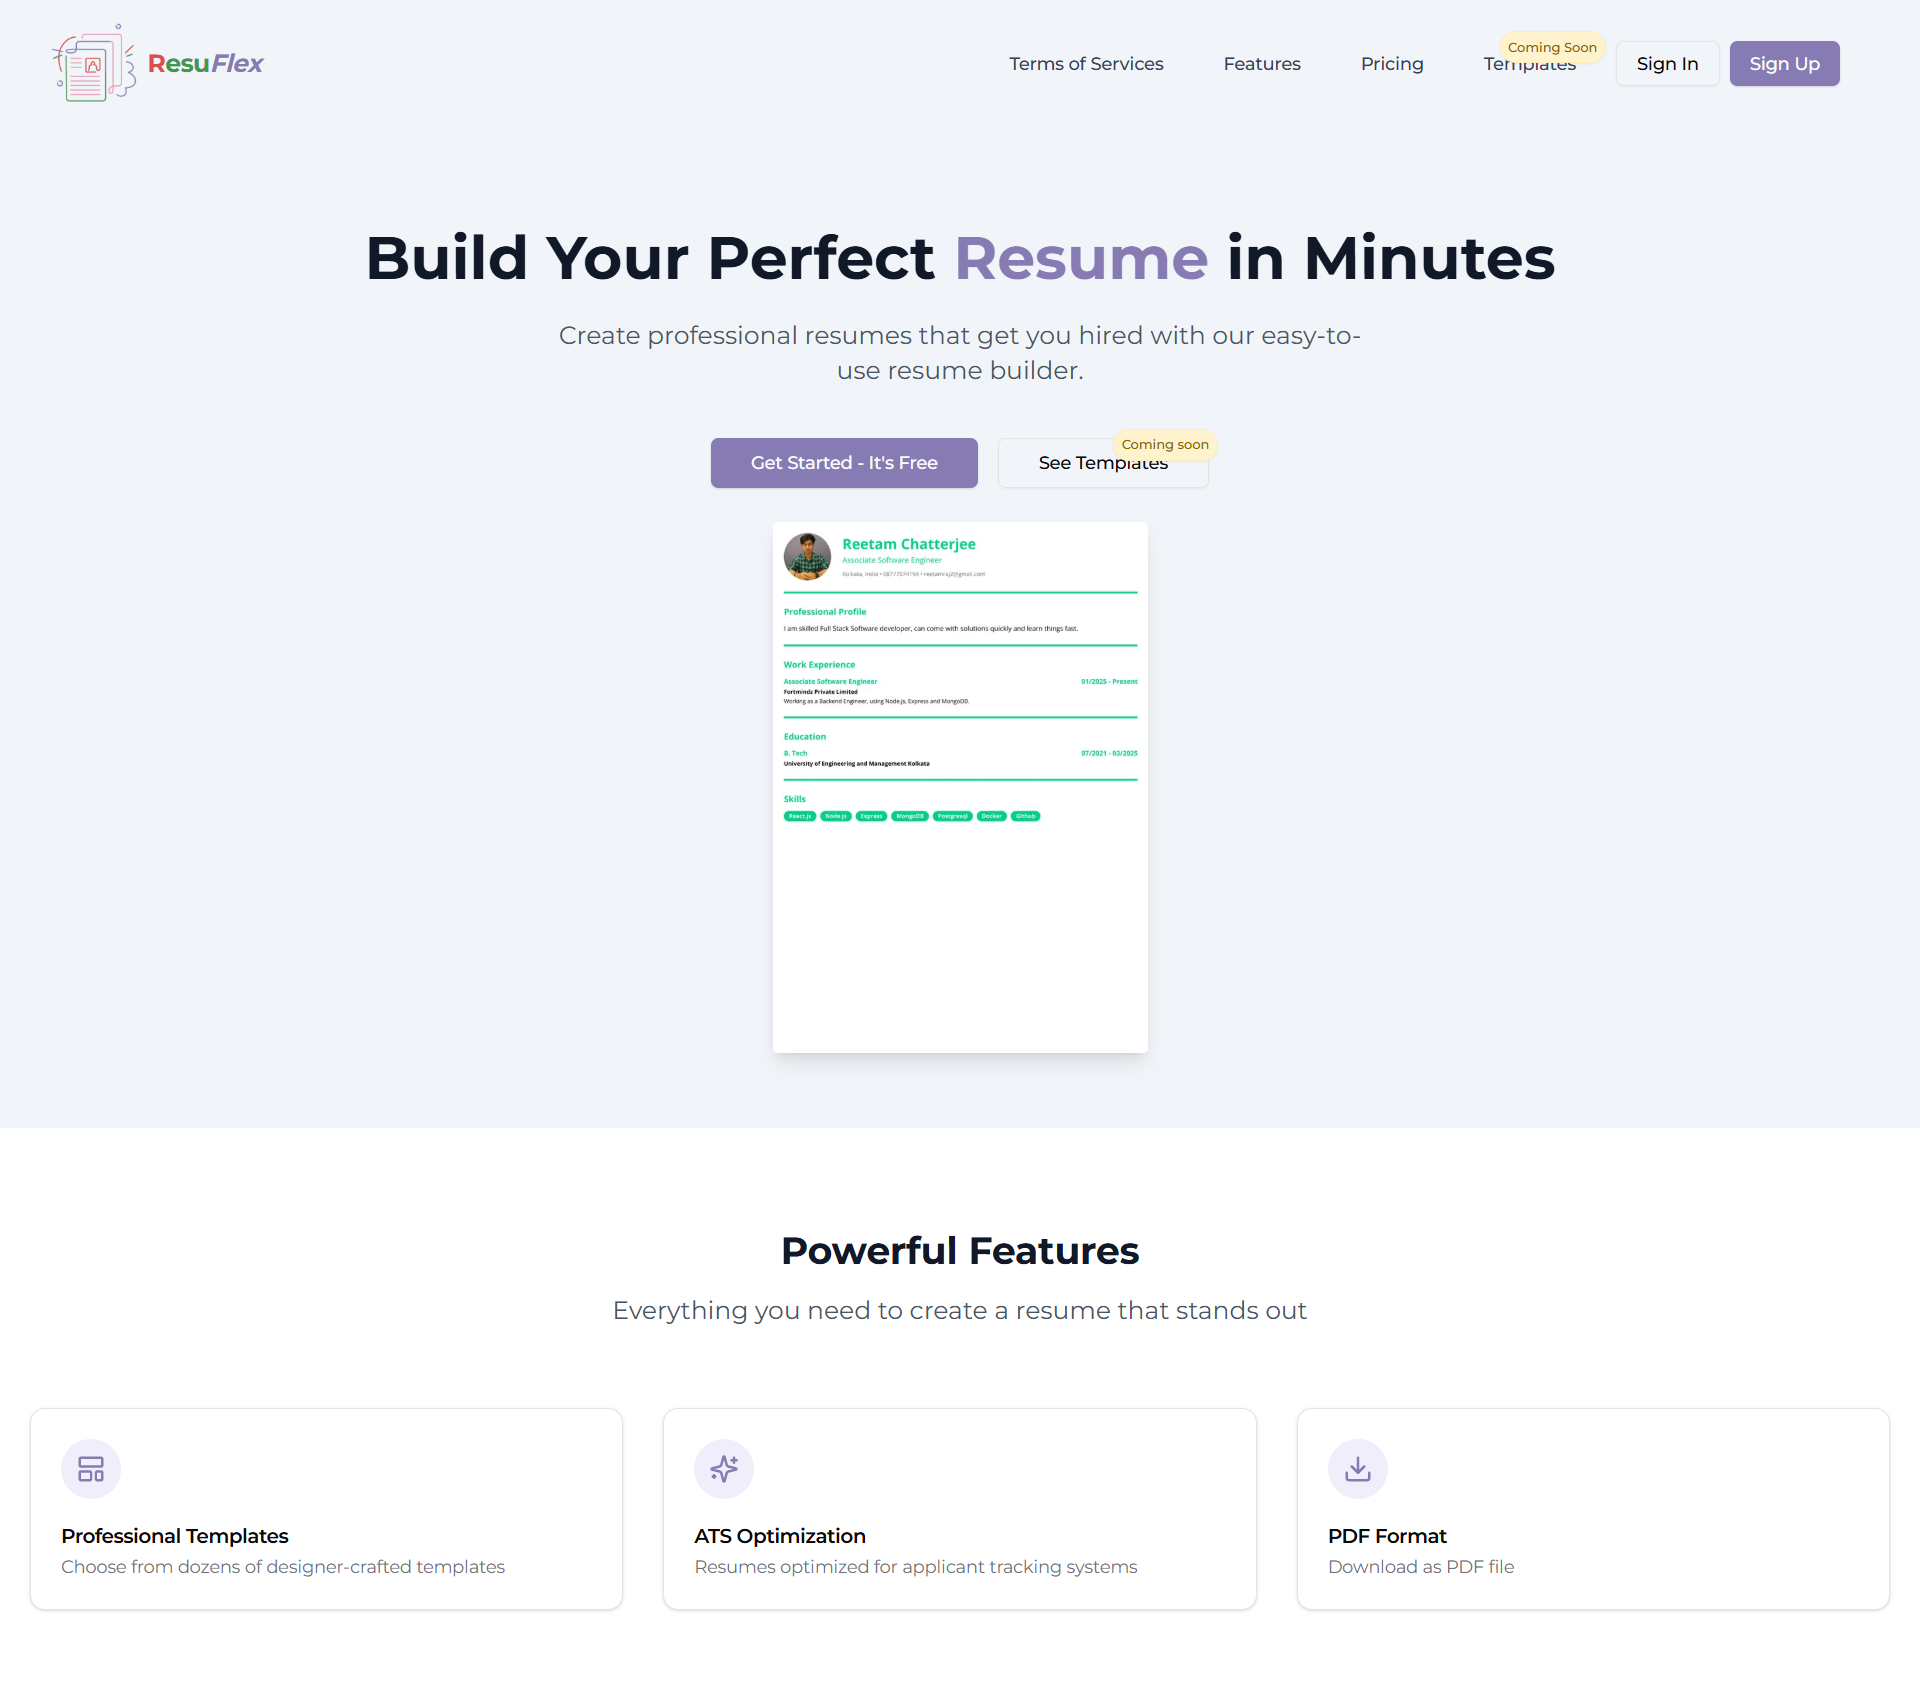 ResuFlex
Terms of Services
Features
Pricing
Templates
Coming Soon
Sign In
Sign Up
Build Your Perfect Resume in Minutes
Create professional resumes that get you hired with our easy-to-
use resume builder.
Get Started - It's Free
See Templates
Coming soon
Reetam Chatterjee
Associate Software Engineer
Kolkata, India • 08777074194 • reetamraj2@gmail.com
Professional Profile
I am skilled Full Stack Software developer, can come with solutions quickly and learn things fast.
Work Experience
Associate Software Engineer 01/2025 - Present
Fortmindz Private Limited
Working as a Backend Engineer, using Node.js, Express and MongoDB.
Education
B. Tech 07/2021 - 03/2025
University of Engineering and Management Kolkata
Skills
React.js Node.js Express MongoDB Postgresql Docker Github
Powerful Features
Everything you need to create a resume that stands out
Professional Templates
Choose from dozens of designer-crafted templates
ATS Optimization
Resumes optimized for applicant tracking systems
PDF Format
Download as PDF file